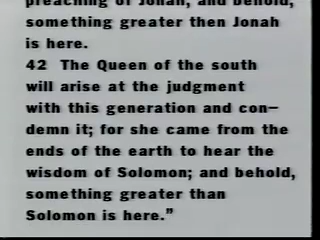 preaching of Jonah, and behold,
something greater then Jonah
is here.
42 The Queen of the south
will arise at the judgment
with this generation and con–
demn it; for she came from the
ends of the earth to hear the
wisdom of Solomon; and behold,
something greater than
Solomon is here.”